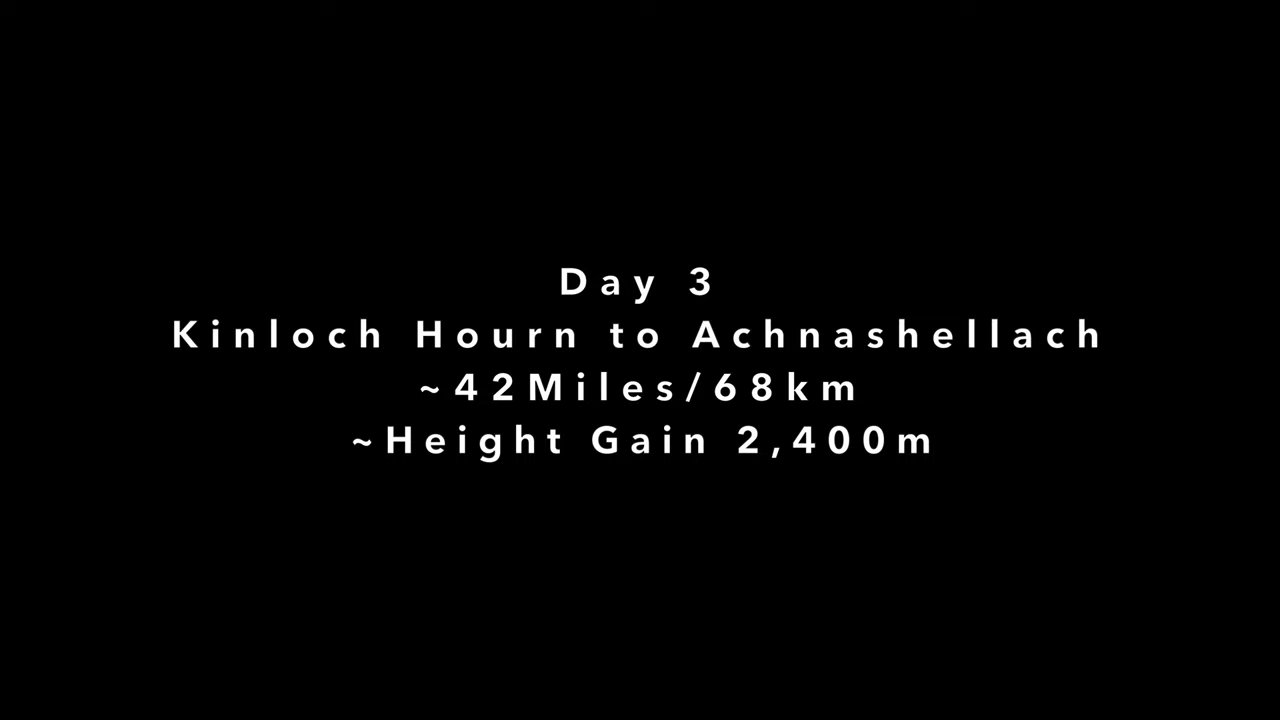 Day 3
Kinloch Hourn to Achnashellach
~42Miles/68km
~Height Gain 2,400m